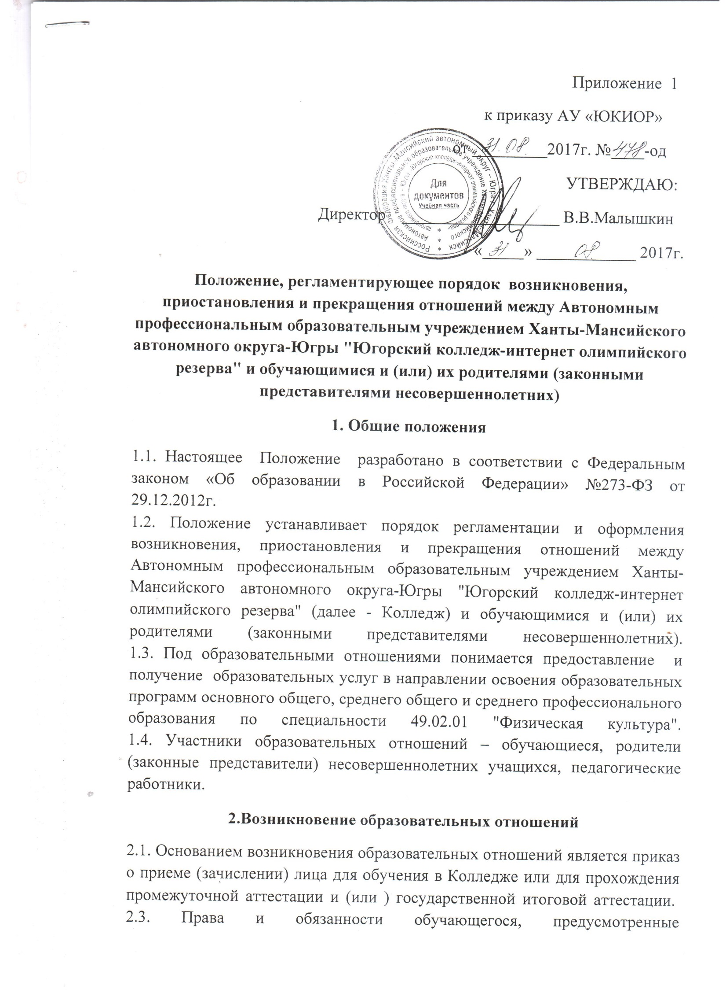 Приложение 1
к приказу АУ «ЮКИОР»
от 31.08. 2017г. №478-од
УТВЕРЖДАЮ:
Директор В.В.Малышкин
«31» 08. 2017г.
Российская Федерация Ханты-Мансийский автономный округ – Югра г. Ханты-Мансийск
Автономное профессиональное образовательное учреждение Ханты-Мансийского
автономного округа – Югры «Югорский колледж-интернат олимпийского резерва»
Для
документов
Учебная часть
Положение, регламентирующее порядок возникновения,
приостановления и прекращения отношений между Автономным
профессиональным образовательным учреждением Ханты-Мансийского
автономного округа-Югры "Югорский колледж-интернет олимпийского
резерва" и обучающимися и (или) их родителями (законными
представителями несовершеннолетних)
1. Общие положения
1.1. Настоящее Положение разработано в соответствии с Федеральным
законом «Об образовании в Российской Федерации» №273-ФЗ от
29.12.2012г.
1.2. Положение устанавливает порядок регламентации и оформления
возникновения, приостановления и прекращения отношений между
Автономным профессиональным образовательным учреждением Ханты-
Мансийского автономного округа-Югры "Югорский колледж-интернет
олимпийского резерва" (далее - Колледж) и обучающимися и (или) их
родителями (законными представителями несовершеннолетних).
1.3. Под образовательными отношениями понимается предоставление и
получение образовательных услуг в направлении освоения образовательных
программ основного общего, среднего общего и среднего профессионального
образования по специальности 49.02.01 "Физическая культура".
1.4. Участники образовательных отношений – обучающиеся, родители
(законные представители) несовершеннолетних учащихся, педагогические
работники.
2.Возникновение образовательных отношений
2.1. Основанием возникновения образовательных отношений является приказ
о приеме (зачислении) лица для обучения в Колледже или для прохождения
промежуточной аттестации и (или ) государственной итоговой аттестации.
2.3. Права и обязанности обучающегося, предусмотренные